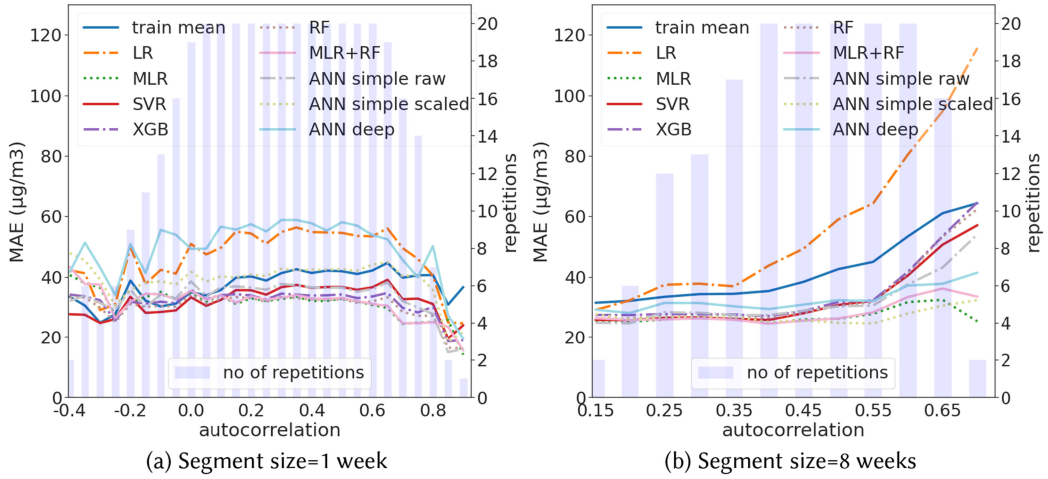 120
100
80
60
40
20
0
MAE (μg/m3)
train mean
LR
MLR
SVR
XGB
RF
MLR+RF
ANN simple raw
ANN simple scaled
ANN deep
no of repetitions
20
18
16
14
12
10
8
6
4
2
0
repetitions
-0.4 -0.2 0.0 0.2 0.4 0.6 0.8
autocorrelation
(a) Segment size=1 week
120
100
80
60
40
20
0
MAE (μg/m3)
train mean
LR
MLR
SVR
XGB
RF
MLR+RF
ANN simple raw
ANN simple scaled
ANN deep
no of repetitions
20
18
16
14
12
10
8
6
4
2
0
repetitions
0.15 0.25 0.35 0.45 0.55 0.65
autocorrelation
(b) Segment size=8 weeks